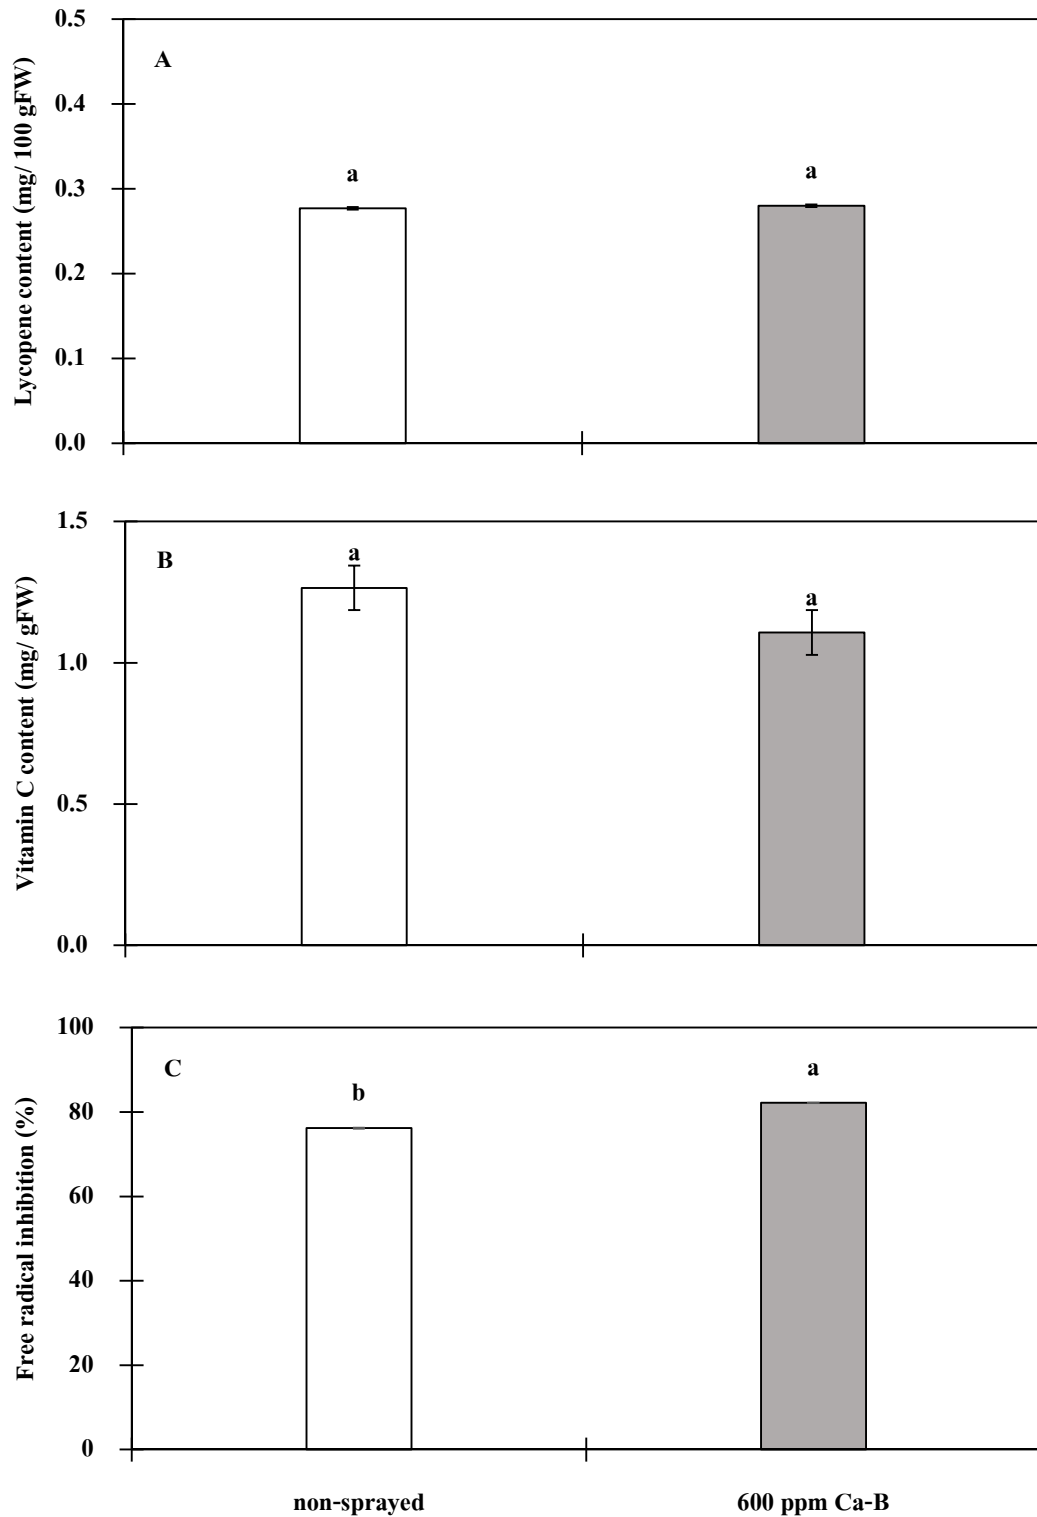 0.5
A
0.4
0.3
0.2
0.1
0.0
Lycopene content (mg/ 100 gFW)
a
a
1.5
B
1.0
0.5
0.0
Vitamin C content (mg/ gFW)
a
a
100
C
80
60
40
20
0
Free radical inhibition (%)
b
a
non-sprayed
600 ppm Ca-B